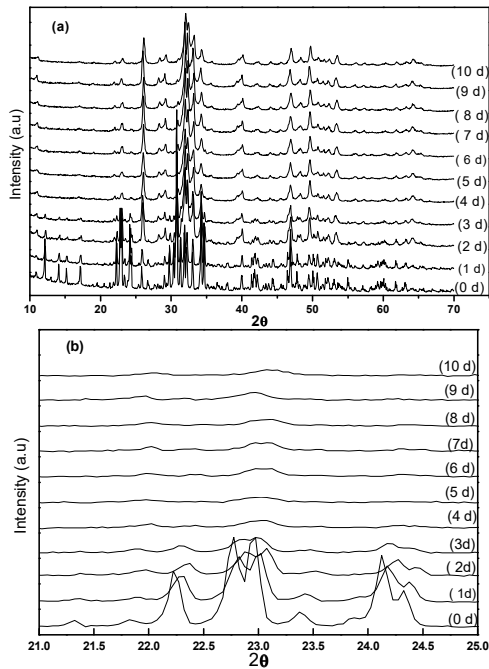 (a)
Intensity (a.u)
(10 d)
(9 d)
(8 d)
(7 d)
(6 d)
(5 d)
(4 d)
(3 d)
(2 d)
(1 d)
(0 d)
10 20 30 40 50 60 70
2θ
(b)
Intensity (a.u)
(10 d)
(9 d)
(8 d)
(7d)
(6 d)
(5 d)
(4 d)
(3d)
( 2d)
( 1d)
(0 d)
21.0 21.5 22.0 22.5 23.0 23.5 24.0 24.5 25.0
2θ